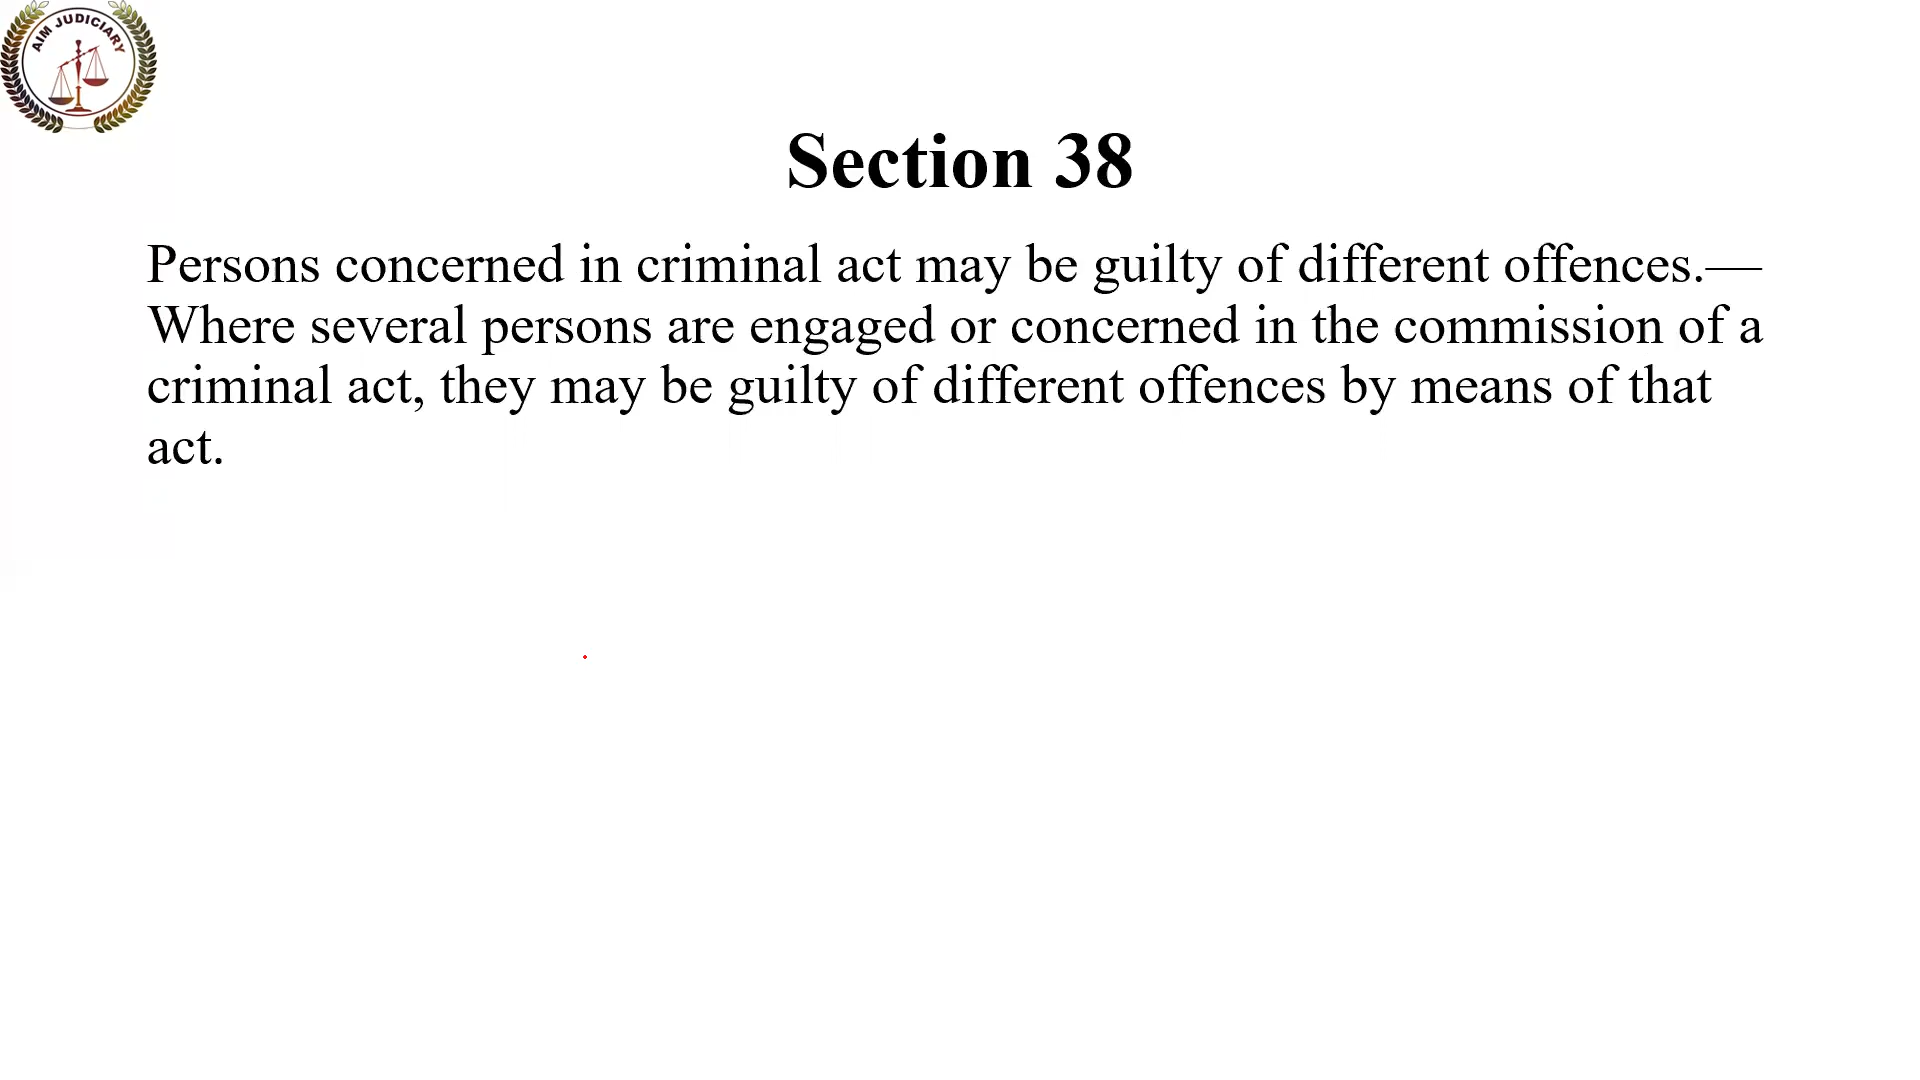 AIM JUDICIARY
Section 38
Persons concerned in criminal act may be guilty of different offences.—
Where several persons are engaged or concerned in the commission of a
criminal act, they may be guilty of different offences by means of that
act.